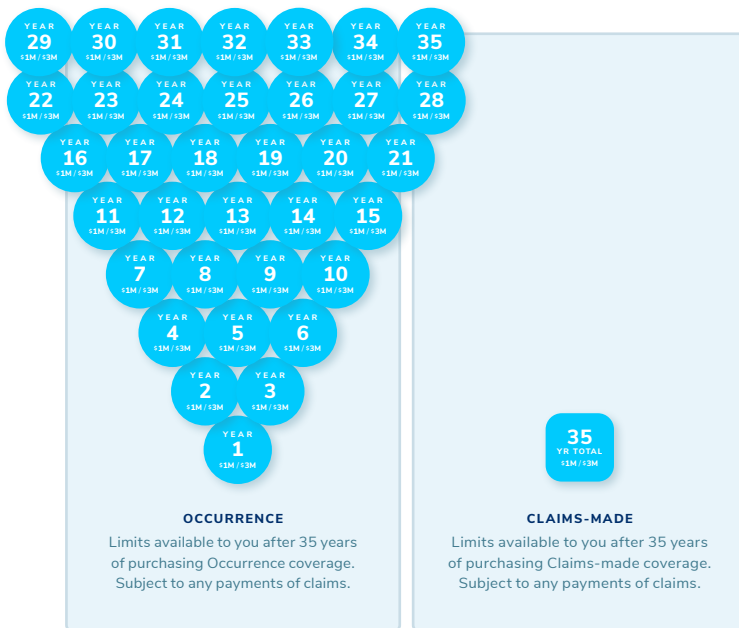 YEAR
29
$1M / $3M
YEAR
30
$1M / $3M
YEAR
31
$1M / $3M
YEAR
32
$1M / $3M
YEAR
33
$1M / $3M
YEAR
34
$1M / $3M
YEAR
35
$1M / $3M
YEAR
22
$1M / $3M
YEAR
23
$1M / $3M
YEAR
24
$1M / $3M
YEAR
25
$1M / $3M
YEAR
26
$1M / $3M
YEAR
27
$1M / $3M
YEAR
28
$1M / $3M
YEAR
16
$1M / $3M
YEAR
17
$1M / $3M
YEAR
18
$1M / $3M
YEAR
19
$1M / $3M
YEAR
20
$1M / $3M
YEAR
21
$1M / $3M
YEAR
11
$1M / $3M
YEAR
12
$1M / $3M
YEAR
13
$1M / $3M
YEAR
14
$1M / $3M
YEAR
15
$1M / $3M
YEAR
7
$1M / $3M
YEAR
8
$1M / $3M
YEAR
9
$1M / $3M
YEAR
10
$1M / $3M
YEAR
4
$1M / $3M
YEAR
5
$1M / $3M
YEAR
6
$1M / $3M
YEAR
2
$1M / $3M
YEAR
3
$1M / $3M
YEAR
1
$1M / $3M
OCCURRENCE
Limits available to you after 35 years
of purchasing Occurrence coverage.
Subject to any payments of claims.
35
YR TOTAL
$1M / $3M
CLAIMS-MADE
Limits available to you after 35 years
of purchasing Claims-made coverage.
Subject to any payments of claims.